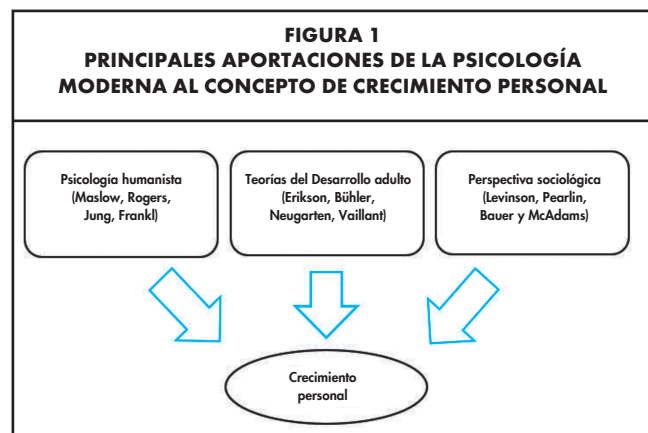 FIGURA 1
PRINCIPALES APORTACIONES DE LA PSICOLOGÍA
MODERNA AL CONCEPTO DE CRECIMIENTO PERSONAL
Psicología humanista
(Maslow, Rogers,
Jung, Frankl)
Teorías del Desarrollo adulto
(Erikson, Bühler,
Neugarten, Vaillant)
Perspectiva sociológica
(Levinson, Pearlin,
Bauer y McAdams)
Crecimiento
personal